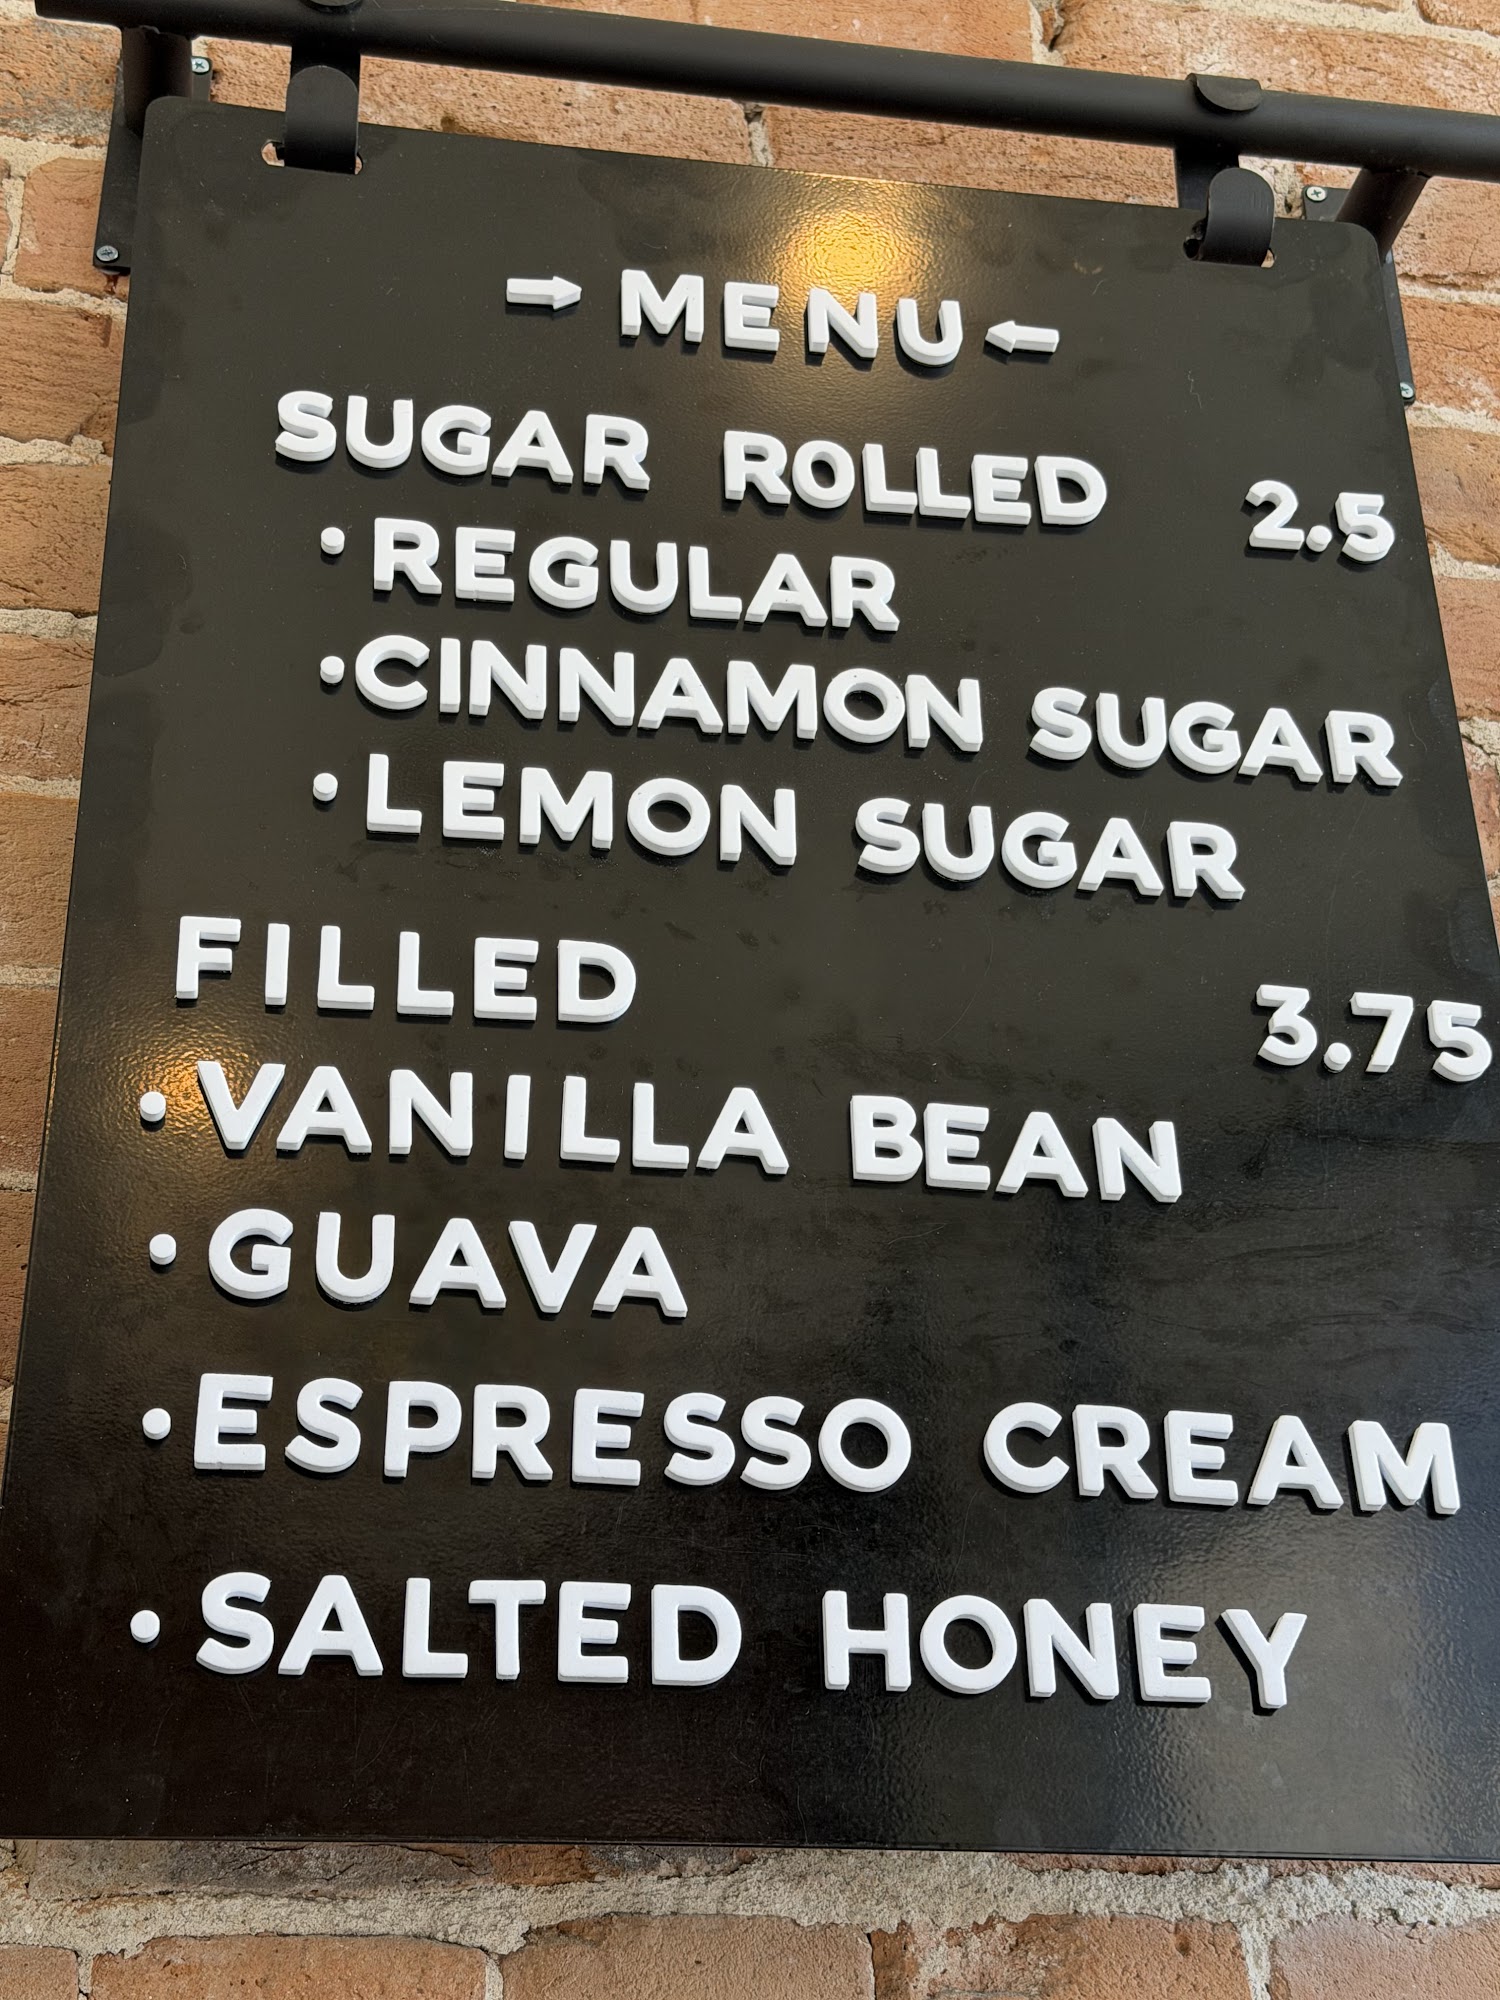 → MENU ←
SUGAR ROLLED 2.5
• REGULAR
• CINNAMON SUGAR
• LEMON SUGAR
FILLED 3.75
• VANILLA BEAN
• GUAVA
• ESPRESSO CREAM
• SALTED HONEY